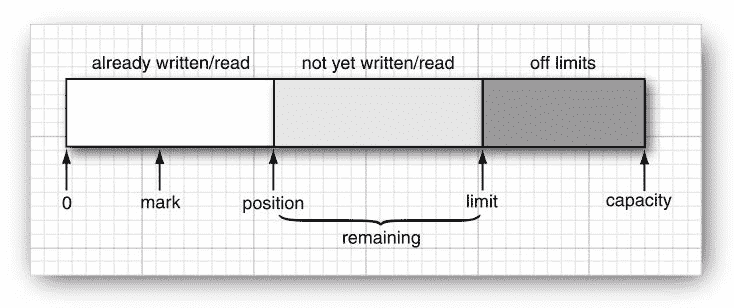 already written/read not yet written/read off limits
0 mark position limit capacity
remaining